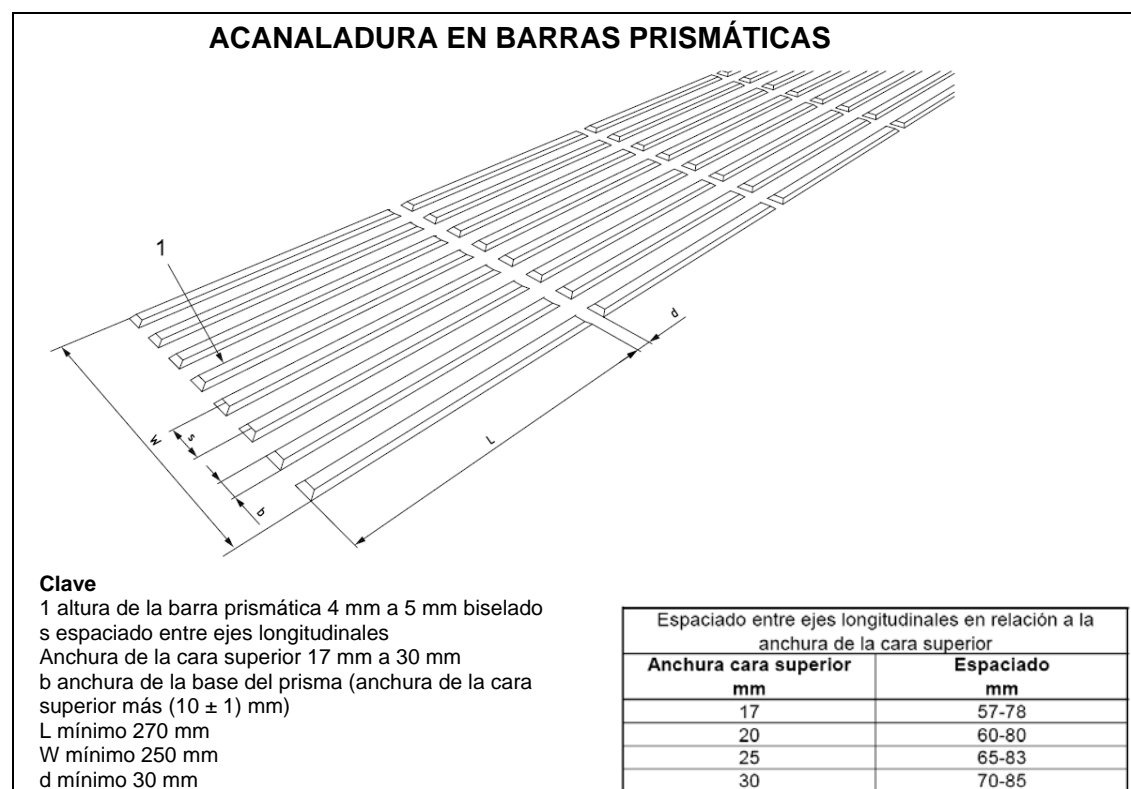 ACANALADURA EN BARRAS PRISMÁTICAS
1
d
s
W
L
b
Clave
1 altura de la barra prismática 4 mm a 5 mm biselado
s espaciado entre ejes longitudinales
Anchura de la cara superior 17 mm a 30 mm
b anchura de la base del prisma (anchura de la cara
superior más (10 ± 1) mm)
L mínimo 270 mm
W mínimo 250 mm
d mínimo 30 mm
Espaciado entre ejes longitudinales en relación a la
anchura de la cara superior
Anchura cara superior Espaciado
mm mm
17 57-78
20 60-80
25 65-83
30 70-85